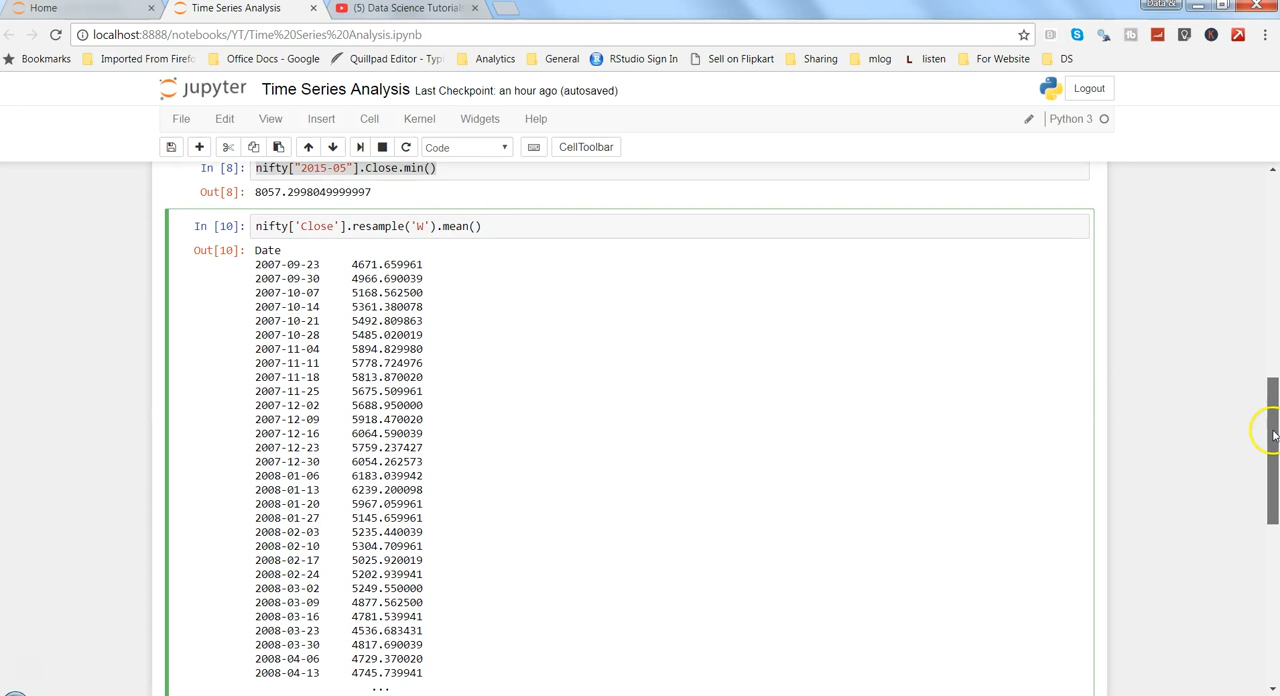 Home
Time Series Analysis
(5) Data Science Tutorials
Data &
localhost:8888/notebooks/YT/Time%20Series%20Analysis.ipynb
Bookmarks Imported From Firefo Office Docs - Google Quillpad Editor - Typi Analytics General RStudio Sign In Sell on Flipkart Sharing mlog listen For Website DS
jupyter Time Series Analysis Last Checkpoint: an hour ago (autosaved) Logout
File Edit View Insert Cell Kernel Widgets Help Python 3
Code CellToolbar
In [8]: nifty["2015-05"].Close.min()
Out[8]: 8057.2998049999997
In [10]: nifty['Close'].resample('W').mean()
Out[10]: Date
2007-09-23 4671.659961
2007-09-30 4966.690039
2007-10-07 5168.562500
2007-10-14 5361.380078
2007-10-21 5492.809863
2007-10-28 5485.020019
2007-11-04 5894.829980
2007-11-11 5778.724976
2007-11-18 5813.870020
2007-11-25 5675.509961
2007-12-02 5688.950000
2007-12-09 5918.470020
2007-12-16 6064.590039
2007-12-23 5759.237427
2007-12-30 6054.262573
2008-01-06 6183.039942
2008-01-13 6239.200098
2008-01-20 5967.059961
2008-01-27 5145.659961
2008-02-03 5235.440039
2008-02-10 5304.709961
2008-02-17 5025.920019
2008-02-24 5202.939941
2008-03-02 5249.550000
2008-03-09 4877.562500
2008-03-16 4781.539941
2008-03-23 4536.683431
2008-03-30 4817.690039
2008-04-06 4729.370020
2008-04-13 4745.739941
...